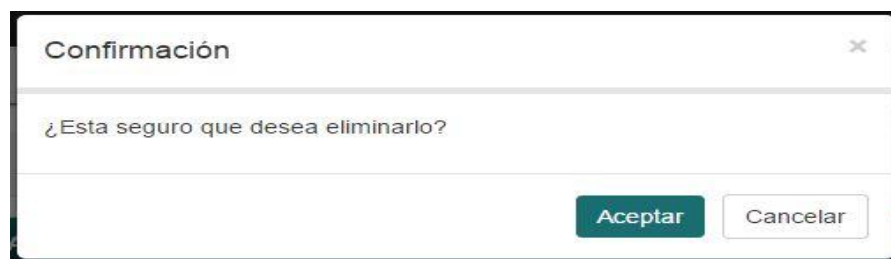 Confirmación ×
¿Esta seguro que desea eliminarlo?
Aceptar Cancelar